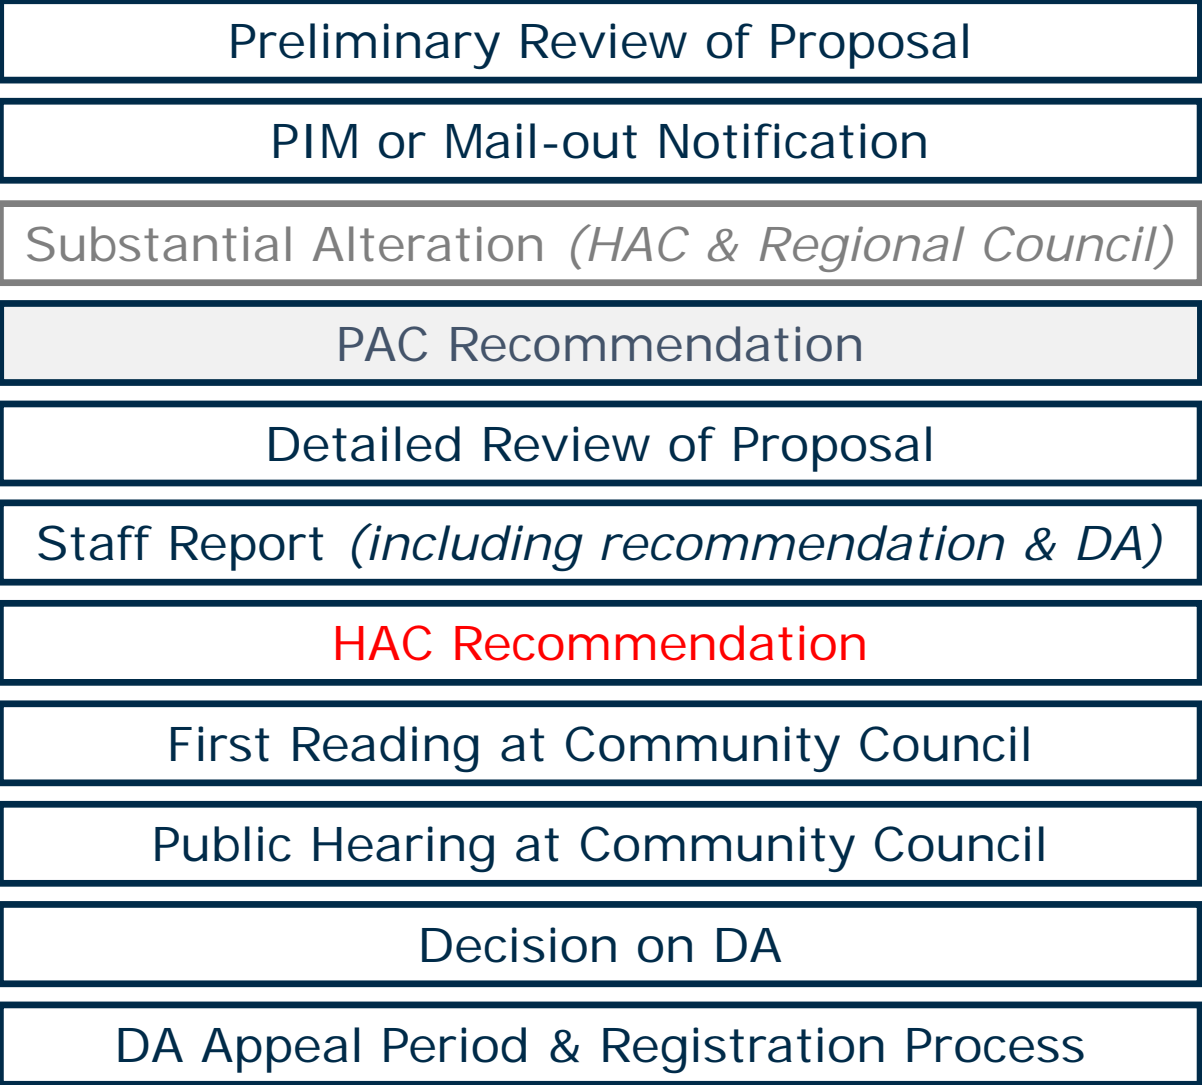 Preliminary Review of Proposal
PIM or Mail-out Notification
Substantial Alteration (HAC & Regional Council)
PAC Recommendation
Detailed Review of Proposal
Staff Report (including recommendation & DA)
HAC Recommendation
First Reading at Community Council
Public Hearing at Community Council
Decision on DA
DA Appeal Period & Registration Process